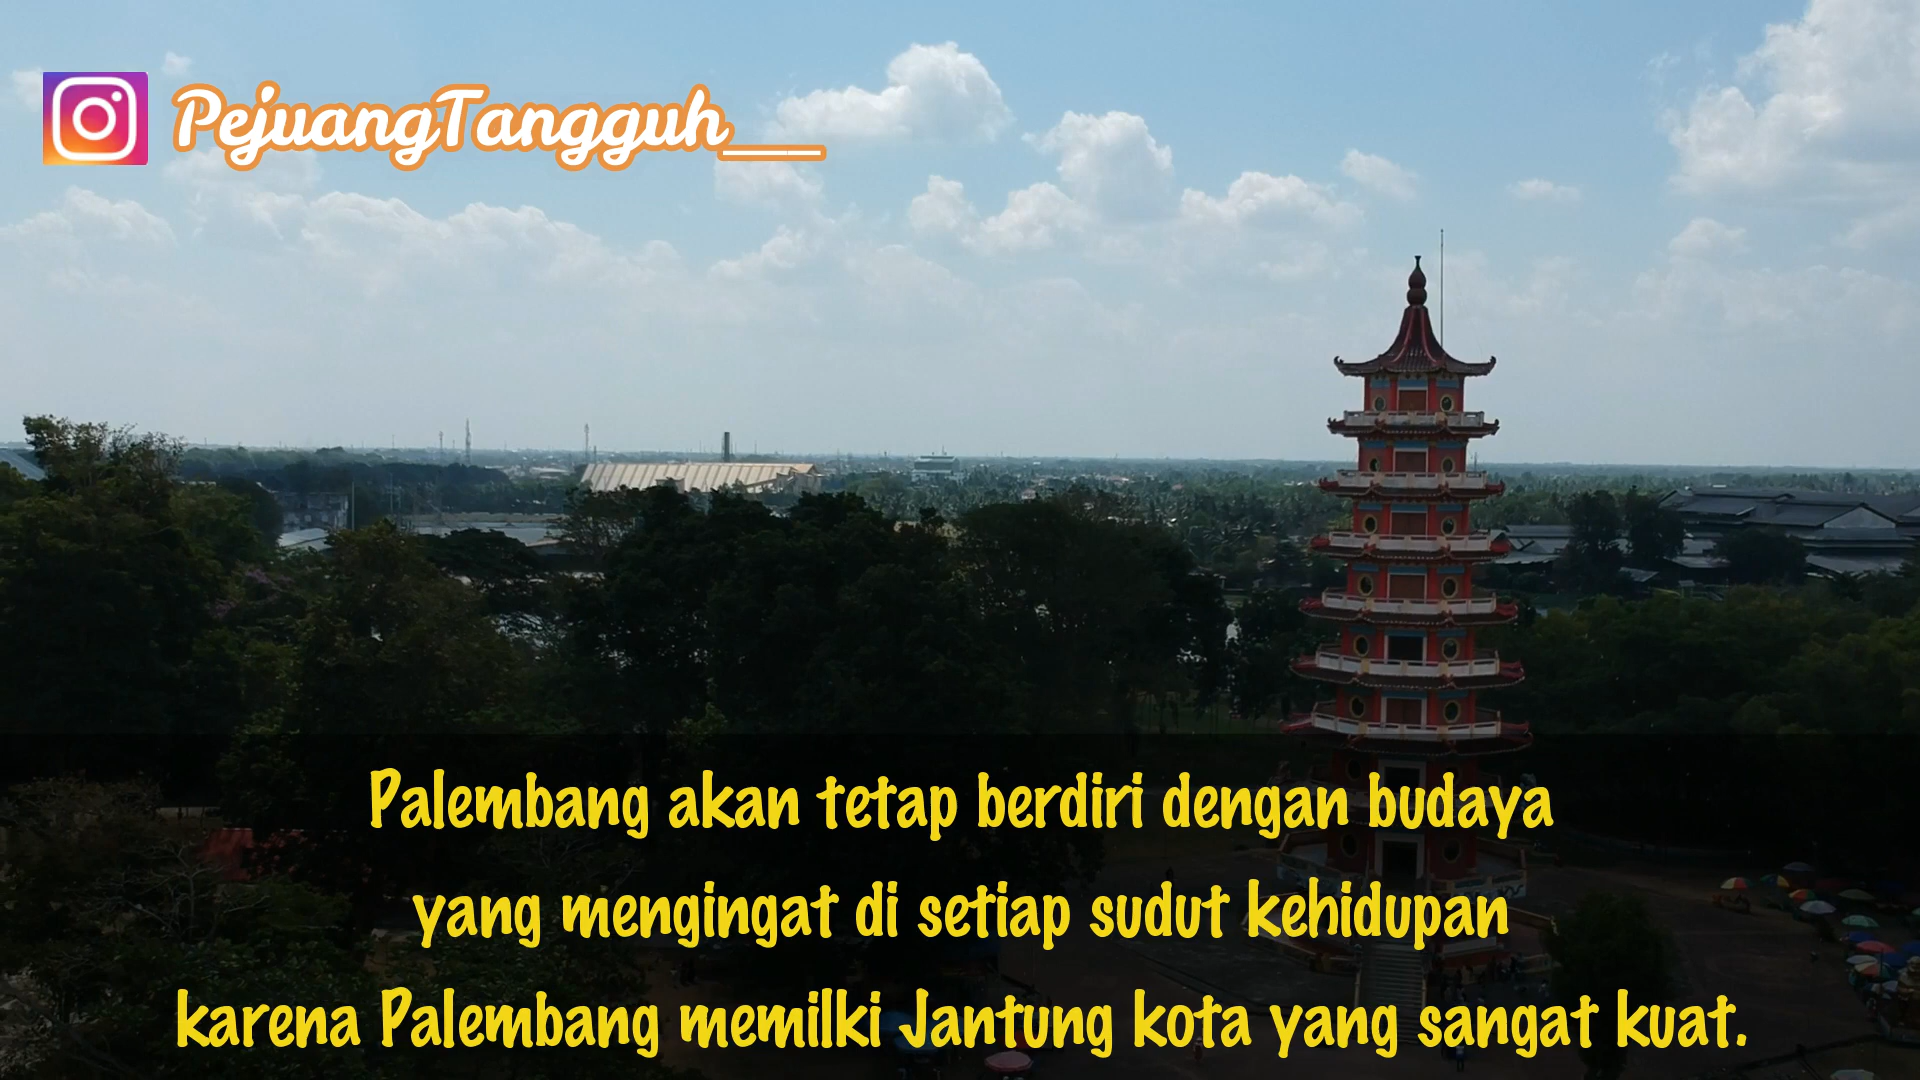 PejuangTangguh___
Palembang akan tetap berdiri dengan budaya
yang mengingat di setiap sudut kehidupan
karena Palembang memilki Jantung kota yang sangat kuat.